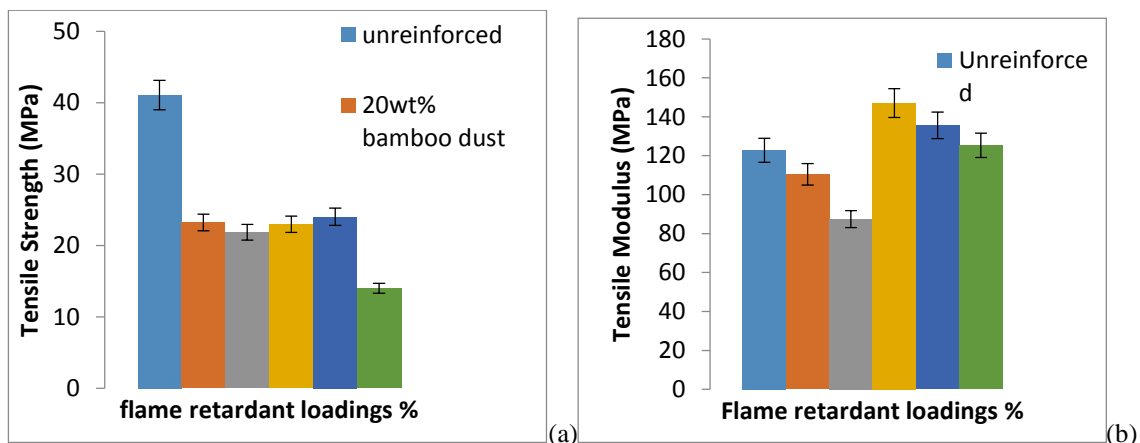 Tensile Strength (MPa)
50
40
30
20
10
0
unreinforced
20wt%
bamboo dust
flame retardant loadings %
(a)
Tensile Modulus (MPa)
180
160
140
120
100
80
60
40
20
0
Unreinforce
d
Flame retardant loadings %
(b)